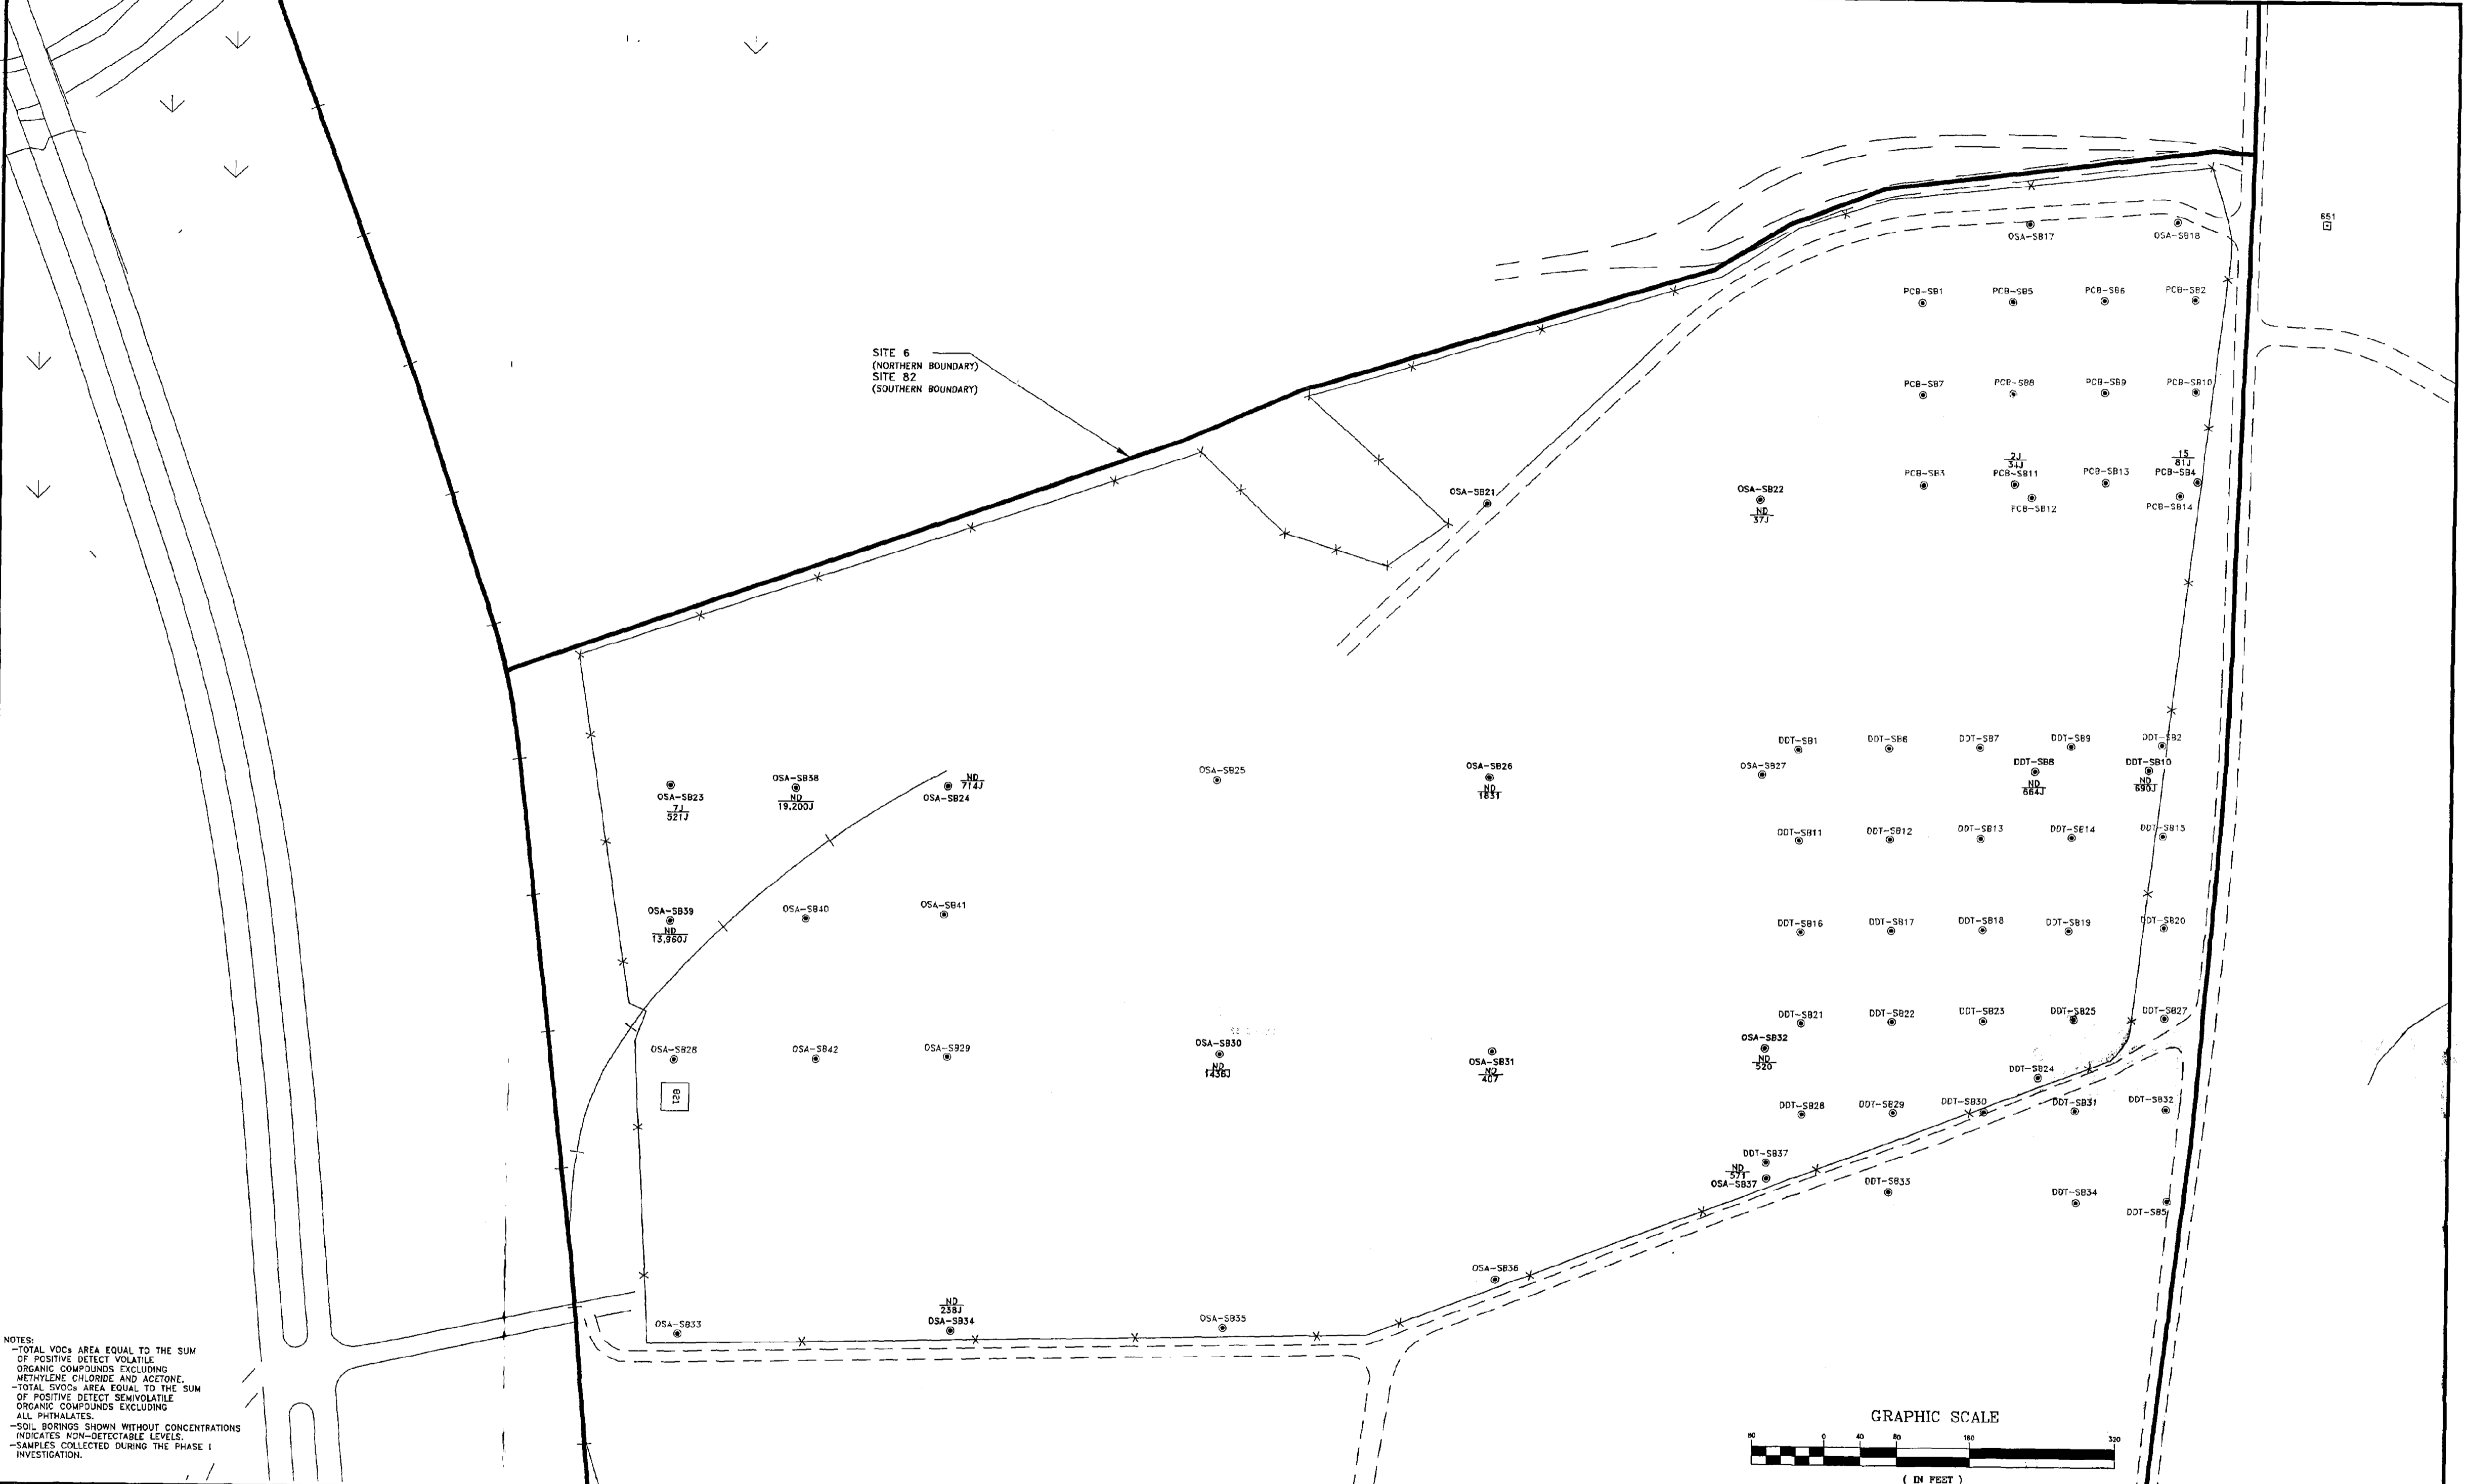 651
OSA-SB17
OSA-SB18
PCB-SB1
PCB-SB5
PCB-SB6
PCB-SB2
SITE 6
(NORTHERN BOUNDARY)
SITE 82
(SOUTHERN BOUNDARY)
PCB-SB7
PCB-SB8
PCB-SB9
PCB-SB10
2J
34J
15
81J
PCB-SB3
PCB-SB11
PCB-SB13
PCB-SB4
OSA-SB21
OSA-SB22
ND
37J
PCB-SB12
PCB-SB14
DDT-SB1
DDT-SB6
DDT-SB7
DDT-SB9
DDT-SB2
OSA-SB23
7J
521J
OSA-SB38
ND
19,200J
ND
714J
OSA-SB24
OSA-SB25
OSA-SB26
ND
1831
OSA-SB27
DDT-SB8
ND
664J
DDT-SB10
ND
690J
DDT-SB11
DDT-SB12
DDT-SB13
DDT-SB14
DDT-SB15
OSA-SB39
ND
13,960J
OSA-SB40
OSA-SB41
DDT-SB16
DDT-SB17
DDT-SB18
DDT-SB19
DDT-SB20
DDT-SB21
DDT-SB22
DDT-SB23
DDT-SB25
DDT-SB27
OSA-SB28
OSA-SB42
OSA-SB29
OSA-SB30
ND
1436J
OSA-SB31
ND
407
OSA-SB32
ND
520
DDT-SB24
821
DDT-SB28
DDT-SB29
DDT-SB30
DDT-SB31
DDT-SB32
DDT-SB37
ND
571
OSA-SB37
DDT-SB33
DDT-SB34
DDT-SB5
OSA-SB36
OSA-SB33
ND
238J
OSA-SB34
OSA-SB35
NOTES:
-TOTAL VOCs AREA EQUAL TO THE SUM
OF POSITIVE DETECT VOLATILE
ORGANIC COMPOUNDS EXCLUDING
METHYLENE CHLORIDE AND ACETONE.
-TOTAL SVOCs AREA EQUAL TO THE SUM
OF POSITIVE DETECT SEMIVOLATILE
ORGANIC COMPOUNDS EXCLUDING
ALL PHTHALATES.
-SOIL BORINGS SHOWN WITHOUT CONCENTRATIONS
INDICATES NON-DETECTABLE LEVELS.
-SAMPLES COLLECTED DURING THE PHASE I
INVESTIGATION.
GRAPHIC SCALE
80 0 40 80 160 320
( IN FEET )